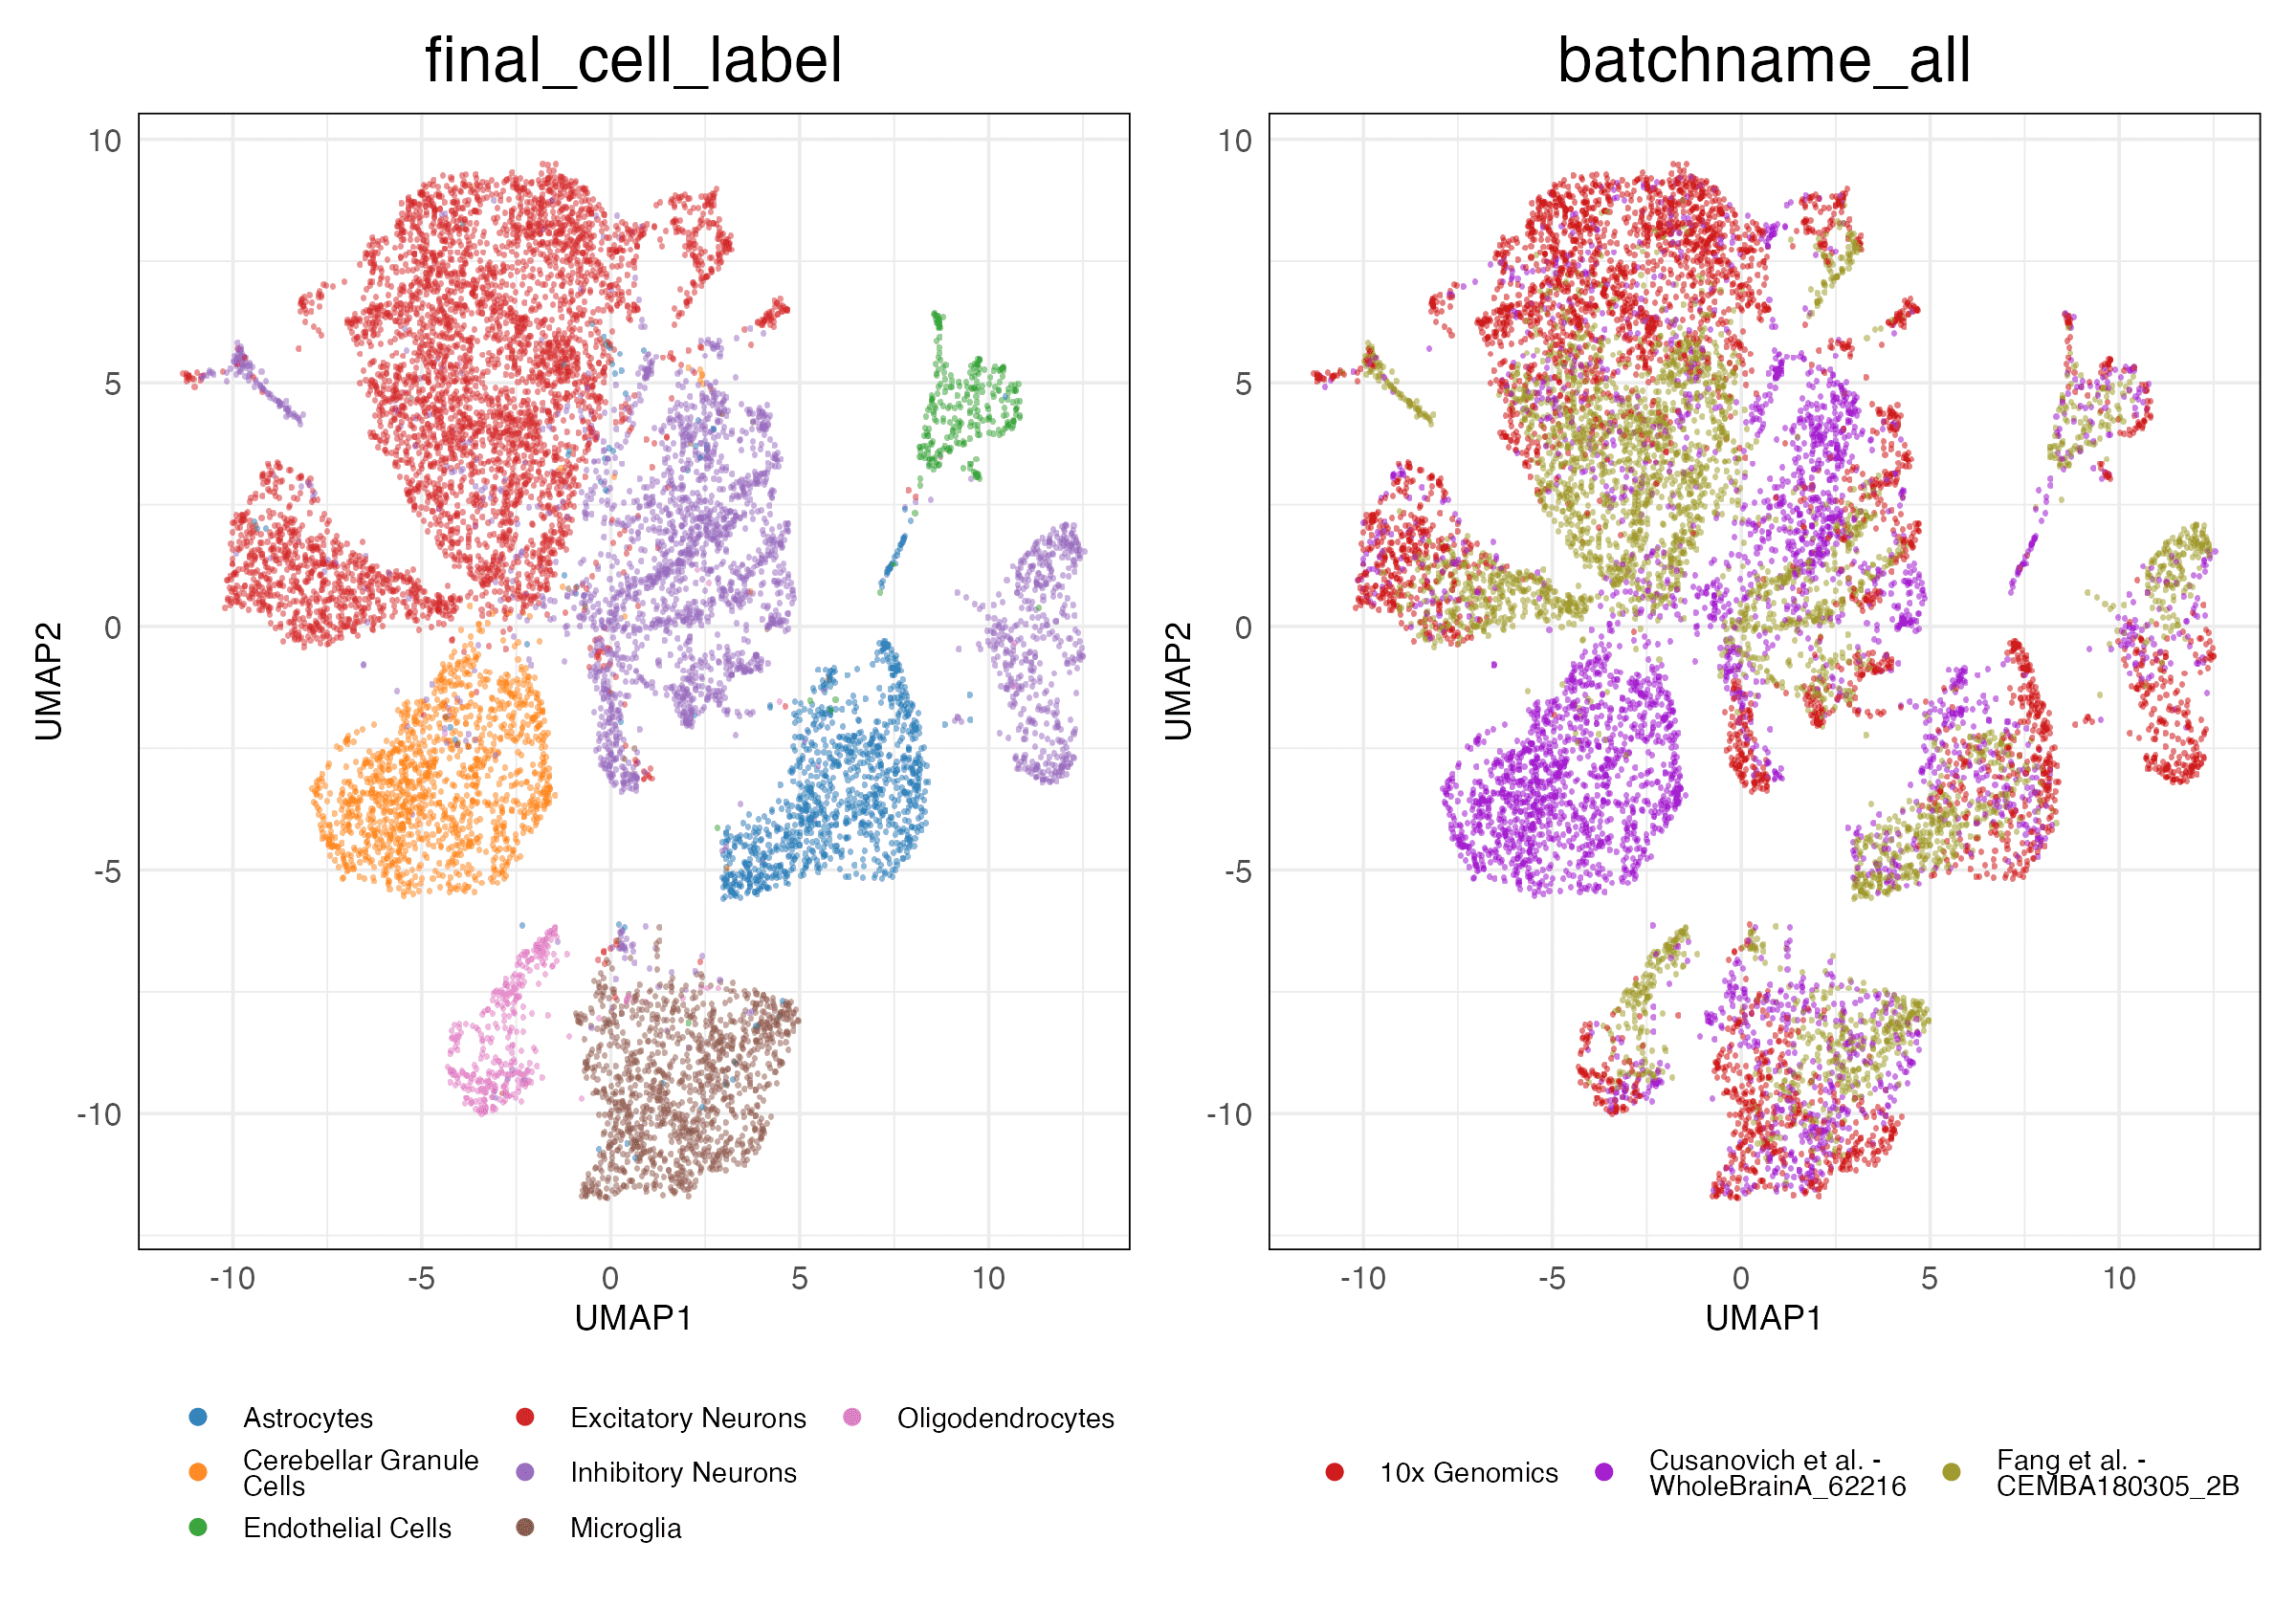 final_cell_label
batchname_all
10
5
0
-5
-10
UMAP2
-10 -5 0 5 10
UMAP1
10
5
0
-5
-10
UMAP2
-10 -5 0 5 10
UMAP1
Astrocytes
Cerebellar Granule
Cells
Endothelial Cells
Excitatory Neurons
Inhibitory Neurons
Microglia
Oligodendrocytes
10x Genomics
Cusanovich et al. -
WholeBrainA_62216
Fang et al. -
CEMBA180305_2B